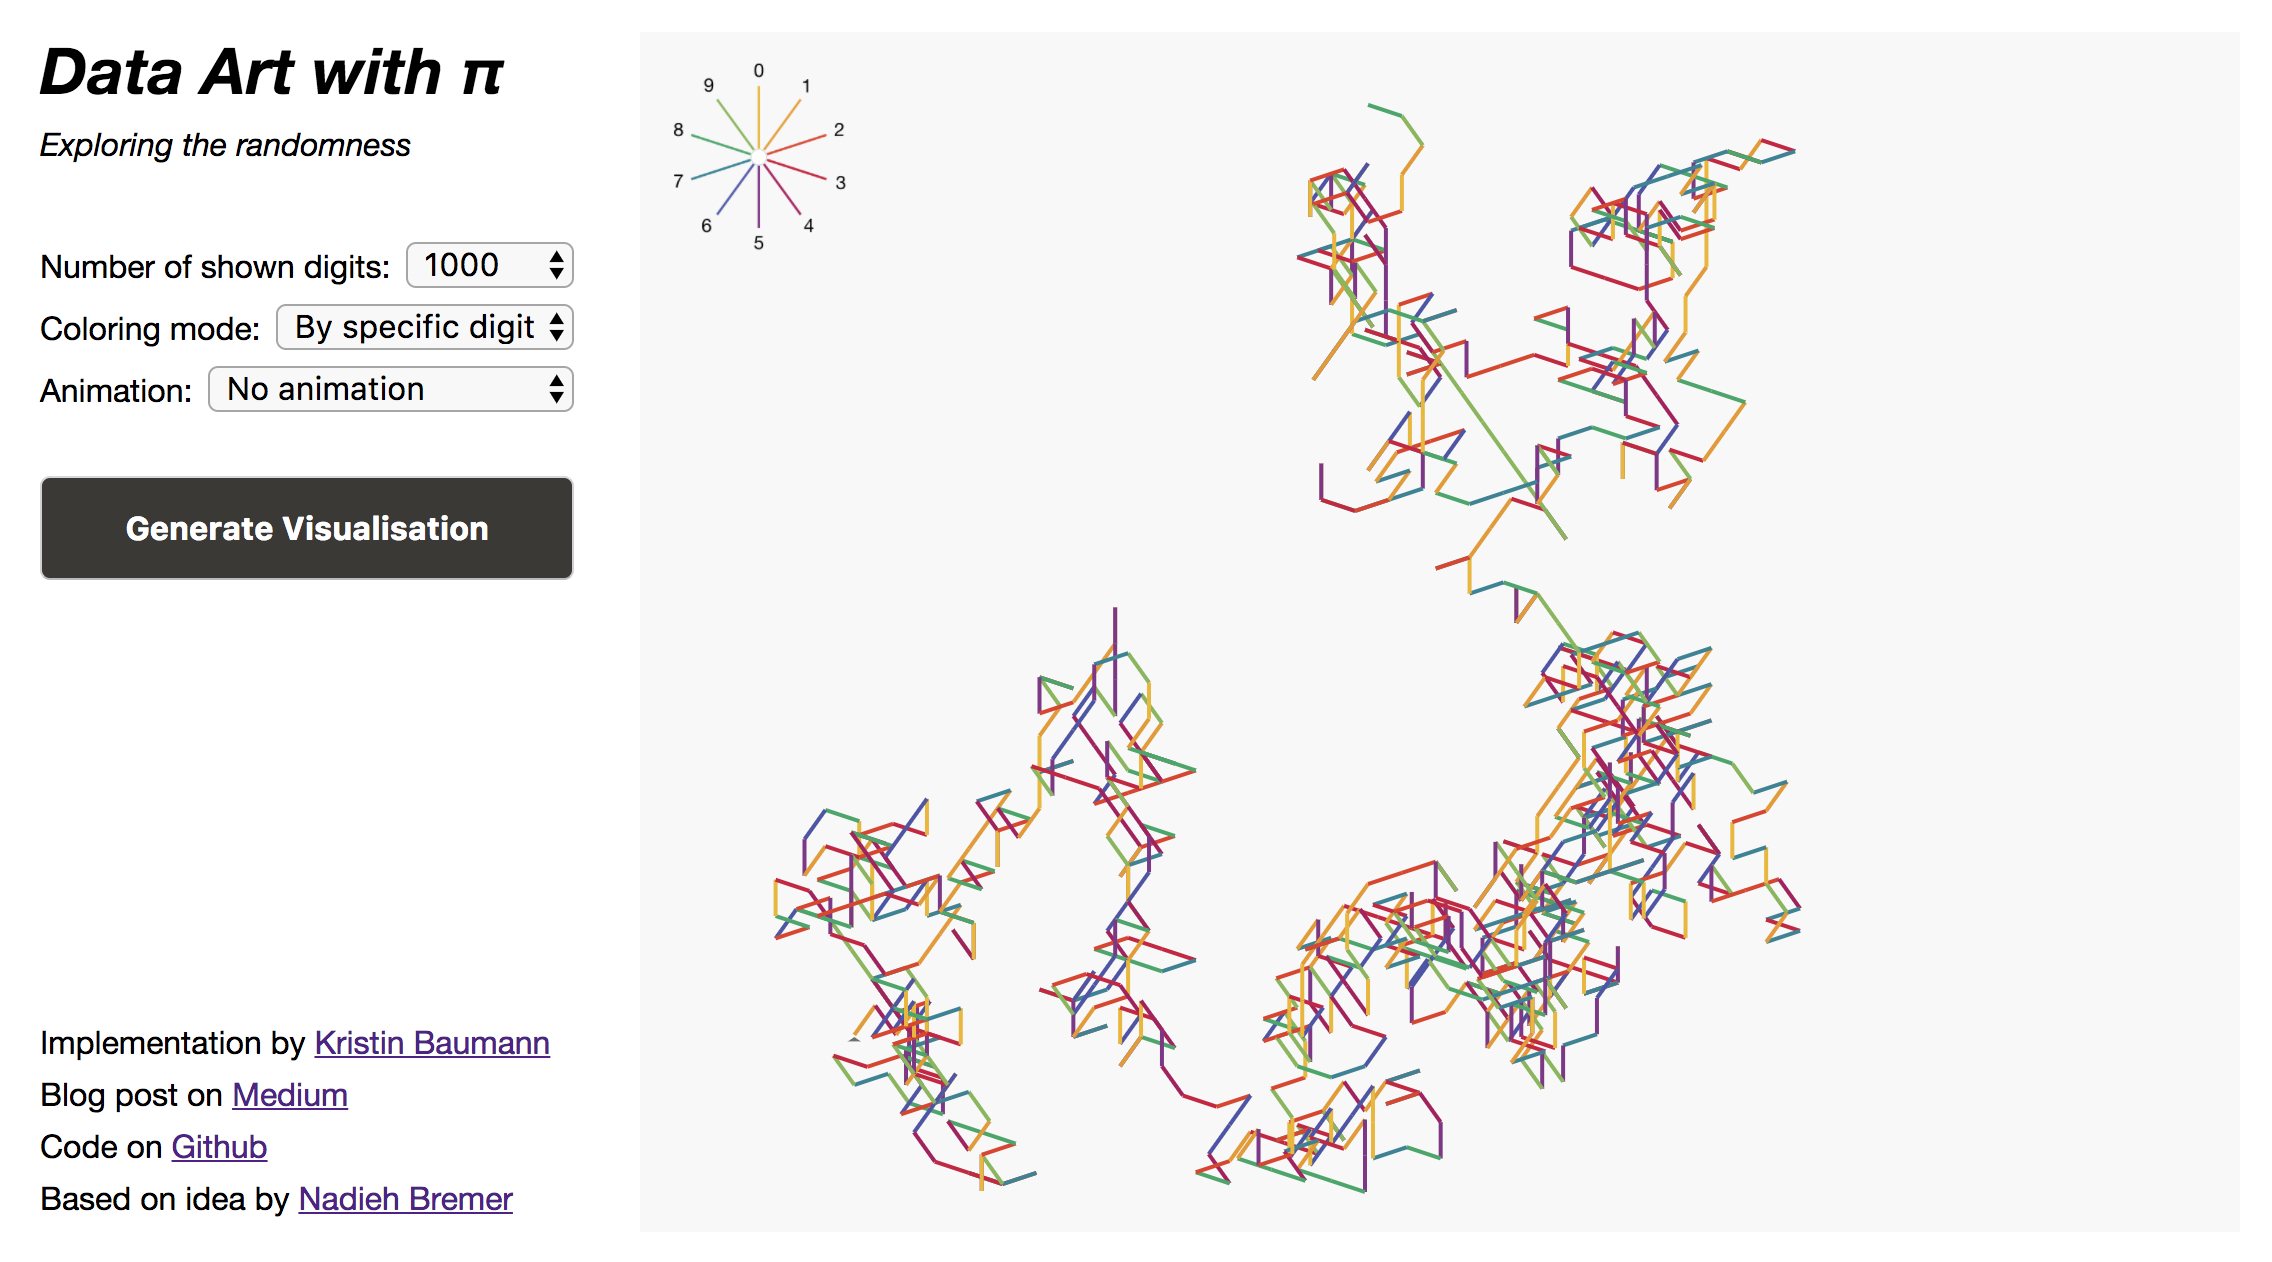 Data Art with π
Exploring the randomness
Number of shown digits: 1000
Coloring mode: By specific digit
Animation: No animation
Generate Visualisation
Implementation by Kristin Baumann
Blog post on Medium
Code on Github
Based on idea by Nadieh Bremer
0
9 1
8 2
7 3
6 4
5